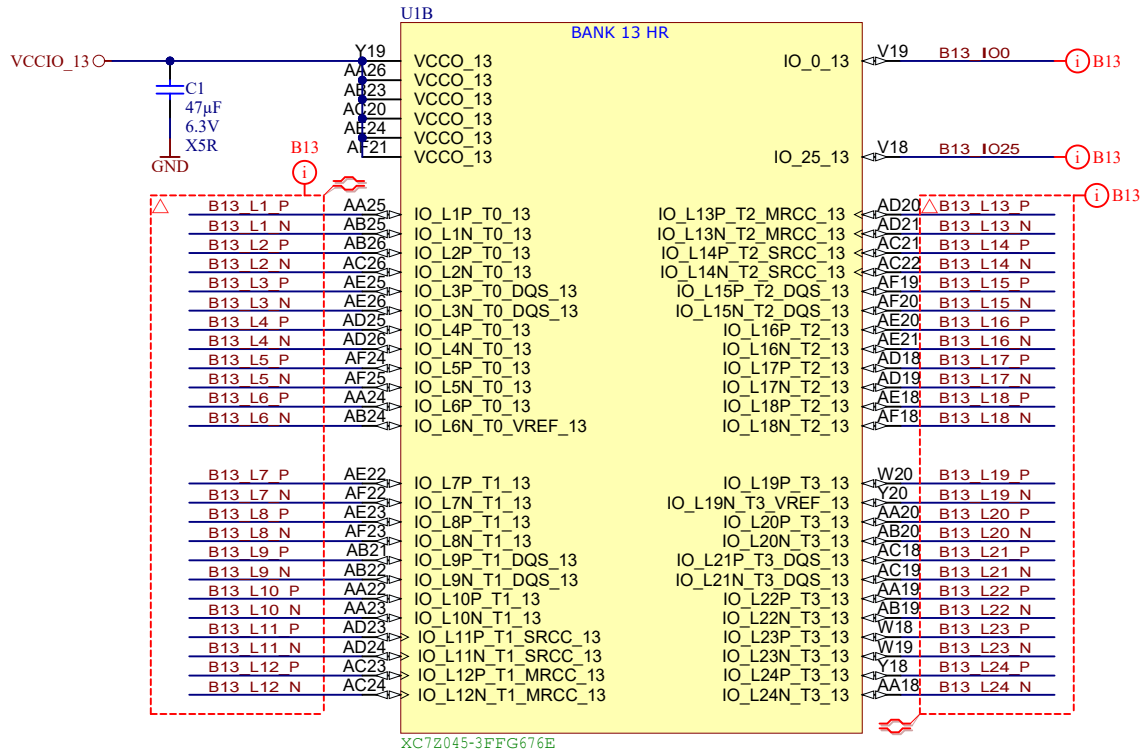 U1B
BANK 13 HR
VCCIO_13 Y19 VCCO_13 IO_0_13 V19 B13_IO0 i B13
AA26 VCCO_13
C1 AB23 VCCO_13
47µF AC20 VCCO_13
6.3V AE24 VCCO_13
X5R AF21 VCCO_13 IO_25_13 V18 B13_IO25 i B13
GND B13
i
i B13
B13_L1_P AA25 IO_L1P_T0_13 IO_L13P_T2_MRCC_13 AD20 B13_L13_P
B13_L1_N AB25 IO_L1N_T0_13 IO_L13N_T2_MRCC_13 AD21 B13_L13_N
B13_L2_P AB26 IO_L2P_T0_13 IO_L14P_T2_SRCC_13 AC21 B13_L14_P
B13_L2_N AC26 IO_L2N_T0_13 IO_L14N_T2_SRCC_13 AC22 B13_L14_N
B13_L3_P AE25 IO_L3P_T0_DQS_13 IO_L15P_T2_DQS_13 AF19 B13_L15_P
B13_L3_N AE26 IO_L3N_T0_DQS_13 IO_L15N_T2_DQS_13 AF20 B13_L15_N
B13_L4_P AD25 IO_L4P_T0_13 IO_L16P_T2_13 AE20 B13_L16_P
B13_L4_N AD26 IO_L4N_T0_13 IO_L16N_T2_13 AE21 B13_L16_N
B13_L5_P AF24 IO_L5P_T0_13 IO_L17P_T2_13 AD18 B13_L17_P
B13_L5_N AF25 IO_L5N_T0_13 IO_L17N_T2_13 AD19 B13_L17_N
B13_L6_P AA24 IO_L6P_T0_13 IO_L18P_T2_13 AE18 B13_L18_P
B13_L6_N AB24 IO_L6N_T0_VREF_13 IO_L18N_T2_13 AF18 B13_L18_N
B13_L7_P AE22 IO_L7P_T1_13 IO_L19P_T3_13 W20 B13_L19_P
B13_L7_N AF22 IO_L7N_T1_13 IO_L19N_T3_VREF_13 Y20 B13_L19_N
B13_L8_P AE23 IO_L8P_T1_13 IO_L20P_T3_13 AA20 B13_L20_P
B13_L8_N AF23 IO_L8N_T1_13 IO_L20N_T3_13 AB20 B13_L20_N
B13_L9_P AB21 IO_L9P_T1_DQS_13 IO_L21P_T3_DQS_13 AC18 B13_L21_P
B13_L9_N AB22 IO_L9N_T1_DQS_13 IO_L21N_T3_DQS_13 AC19 B13_L21_N
B13_L10_P AA22 IO_L10P_T1_13 IO_L22P_T3_13 AA19 B13_L22_P
B13_L10_N AA23 IO_L10N_T1_13 IO_L22N_T3_13 AB19 B13_L22_N
B13_L11_P AD23 IO_L11P_T1_SRCC_13 IO_L23P_T3_13 W18 B13_L23_P
B13_L11_N AD24 IO_L11N_T1_SRCC_13 IO_L23N_T3_13 W19 B13_L23_N
B13_L12_P AC23 IO_L12P_T1_MRCC_13 IO_L24P_T3_13 Y18 B13_L24_P
B13_L12_N AC24 IO_L12N_T1_MRCC_13 IO_L24N_T3_13 AA18 B13_L24_N
XC7Z045-3FFG676E